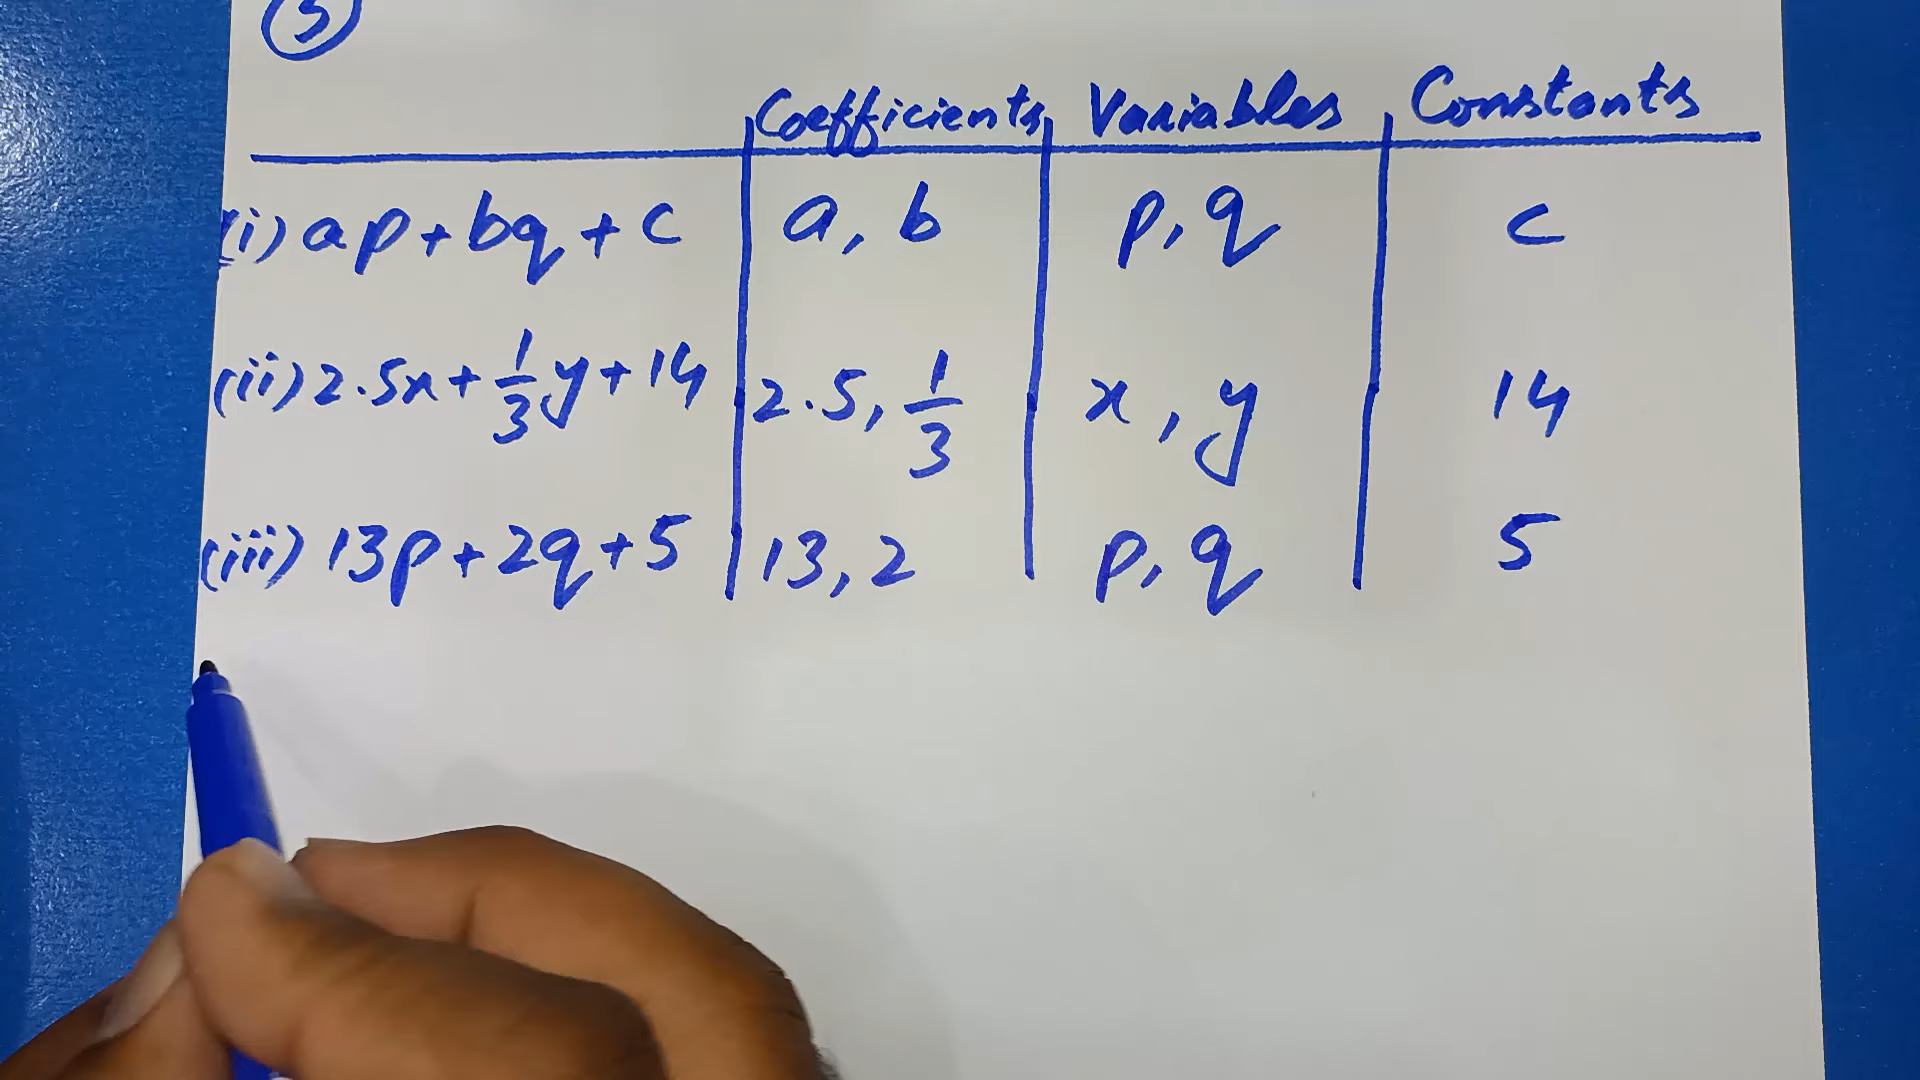 3
Coefficients Variables Constants
(i) ap + bq + c a, b p, q c
(ii) 2.5x + 1/3 y + 14 2.5, 1/3 x, y 14
(iii) 13p + 2q + 5 13, 2 p, q 5